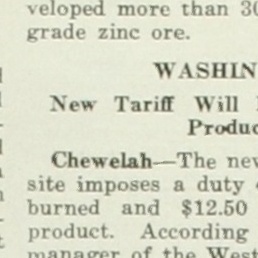 veloped more than 30
grade zinc ore.
WASHIN
New Tariff Will
Produc
Chewelah—The new
site imposes a duty
burned and $12.50
product. According
manager of the West